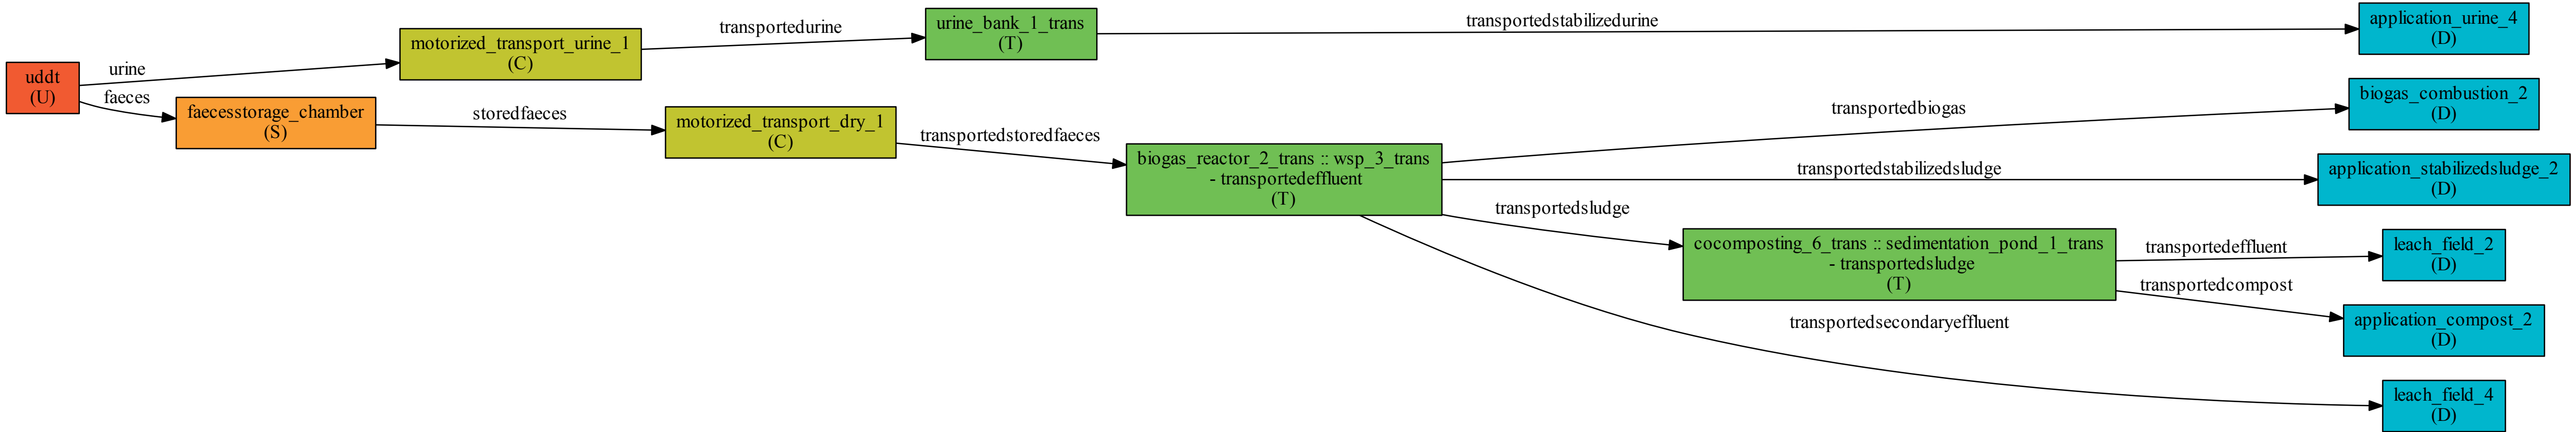 uddt
(U)
urine
faeces
motorized_transport_urine_1
(C)
faecesstorage_chamber
(S)
transportedurine
storedfaeces
motorized_transport_dry_1
(C)
urine_bank_1_trans
(T)
transportedstoredfaeces
biogas_reactor_2_trans :: wsp_3_trans
- transportedeffluent
(T)
transportedstabilizedurine
transportedbiogas
transportedstabilizedsludge
transportedsludge
transportedsecondaryeffluent
cocomposting_6_trans :: sedimentation_pond_1_trans
- transportedsludge
(T)
transportedeffluent
transportedcompost
application_urine_4
(D)
biogas_combustion_2
(D)
application_stabilizedsludge_2
(D)
leach_field_2
(D)
application_compost_2
(D)
leach_field_4
(D)